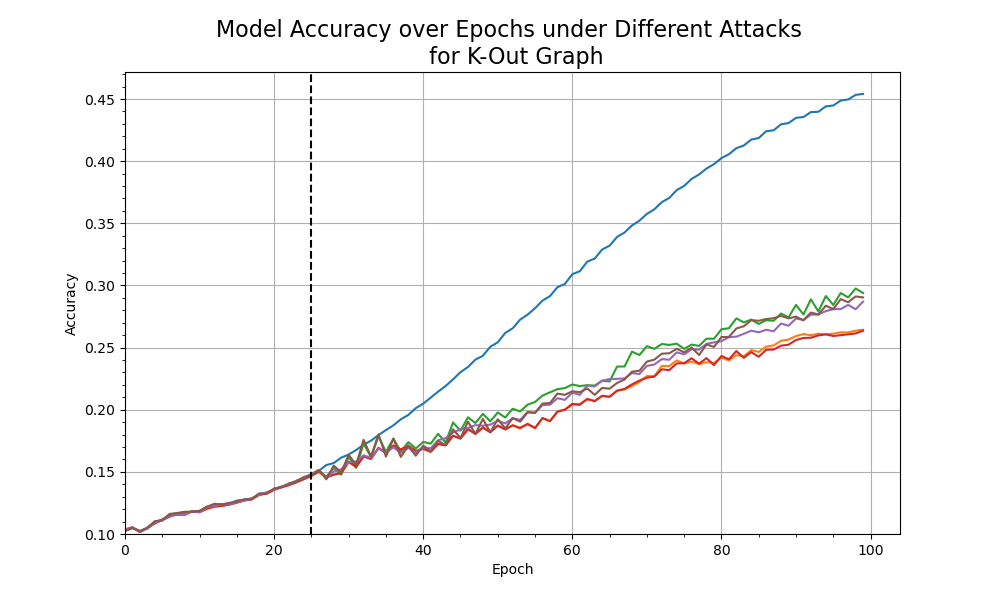 Model Accuracy over Epochs under Different Attacks
for K-Out Graph
0.45
0.40
0.35
0.30
0.25
0.20
0.15
0.10
Accuracy
0 20 40 60 80 100
Epoch